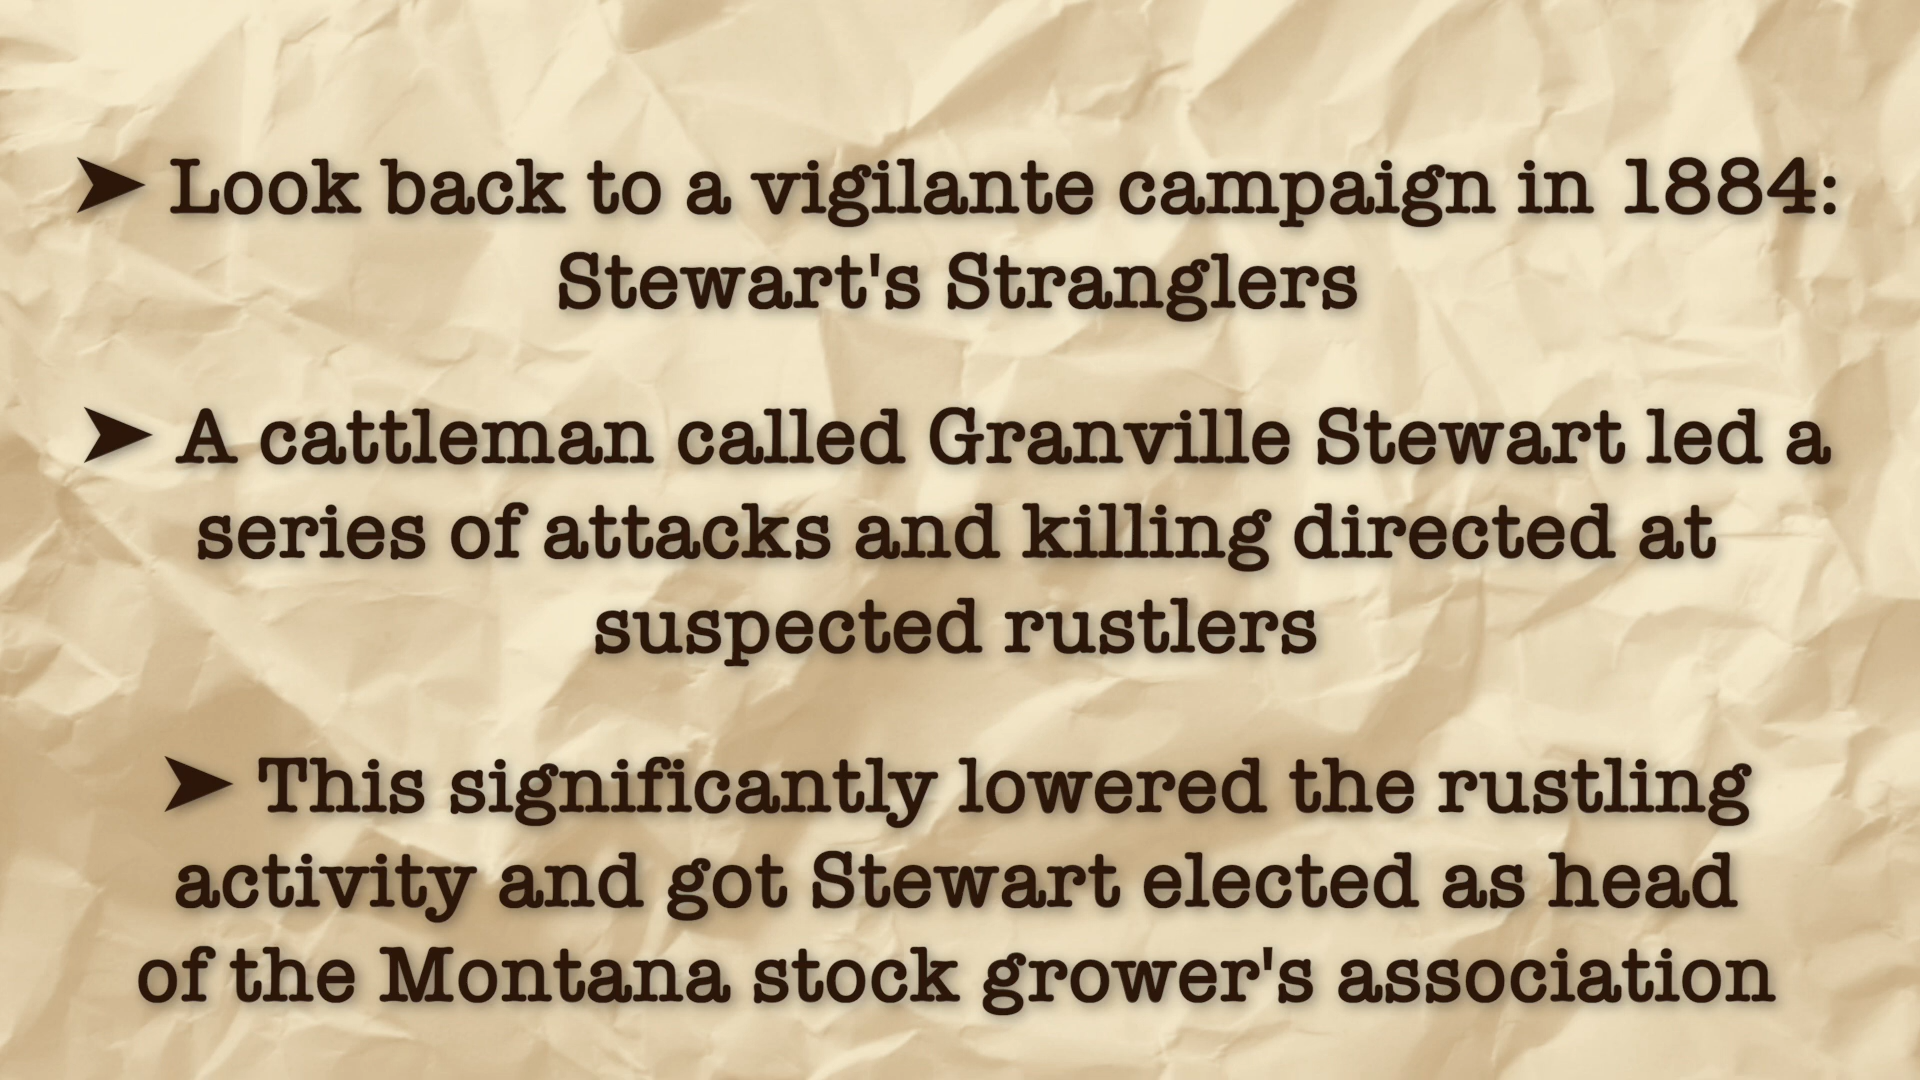 ➤ Look back to a vigilante campaign in 1884:
Stewart's Stranglers
➤ A cattleman called Granville Stewart led a
series of attacks and killing directed at
suspected rustlers
➤ This significantly lowered the rustling
activity and got Stewart elected as head
of the Montana stock grower's association